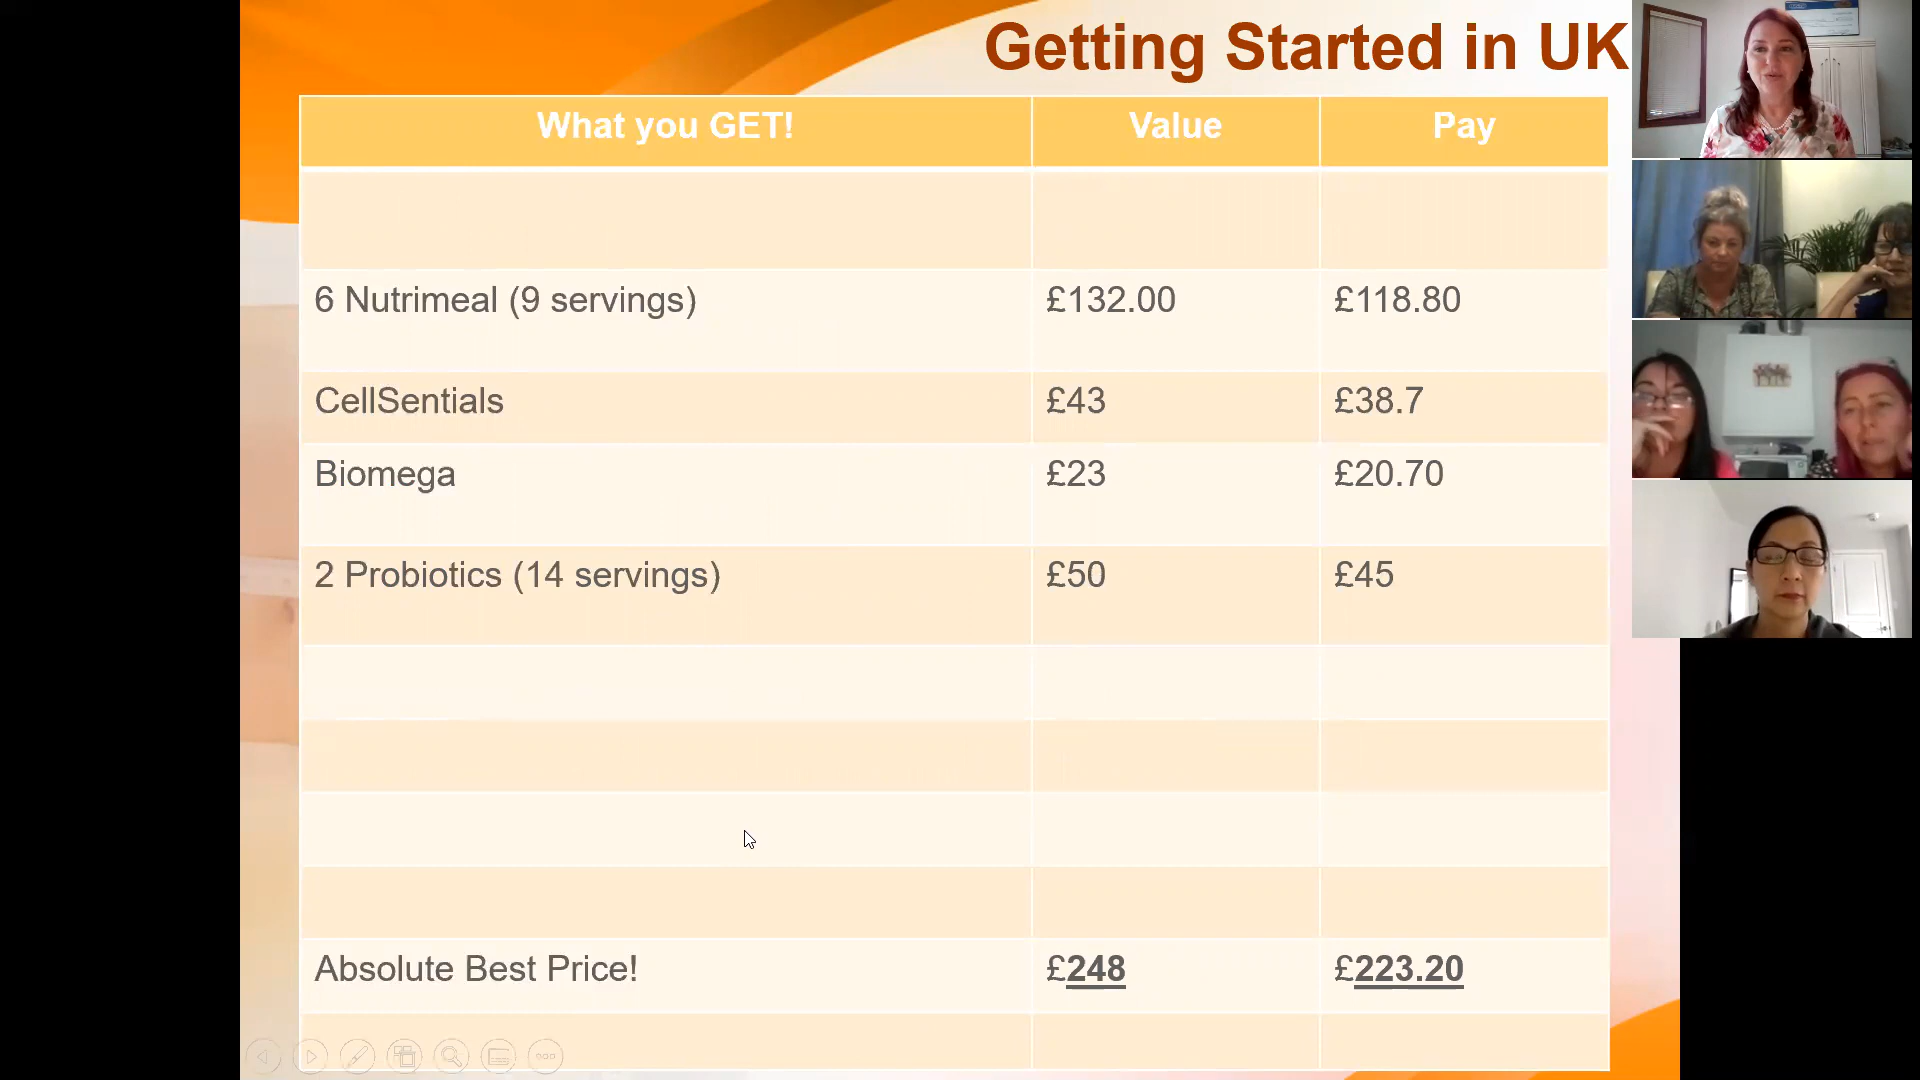 Getting Started in UK
What you GET! Value Pay
6 Nutrimeal (9 servings) £132.00 £118.80
CellSentials £43 £38.7
Biomega £23 £20.70
2 Probiotics (14 servings) £50 £45
Absolute Best Price! £248 £223.20